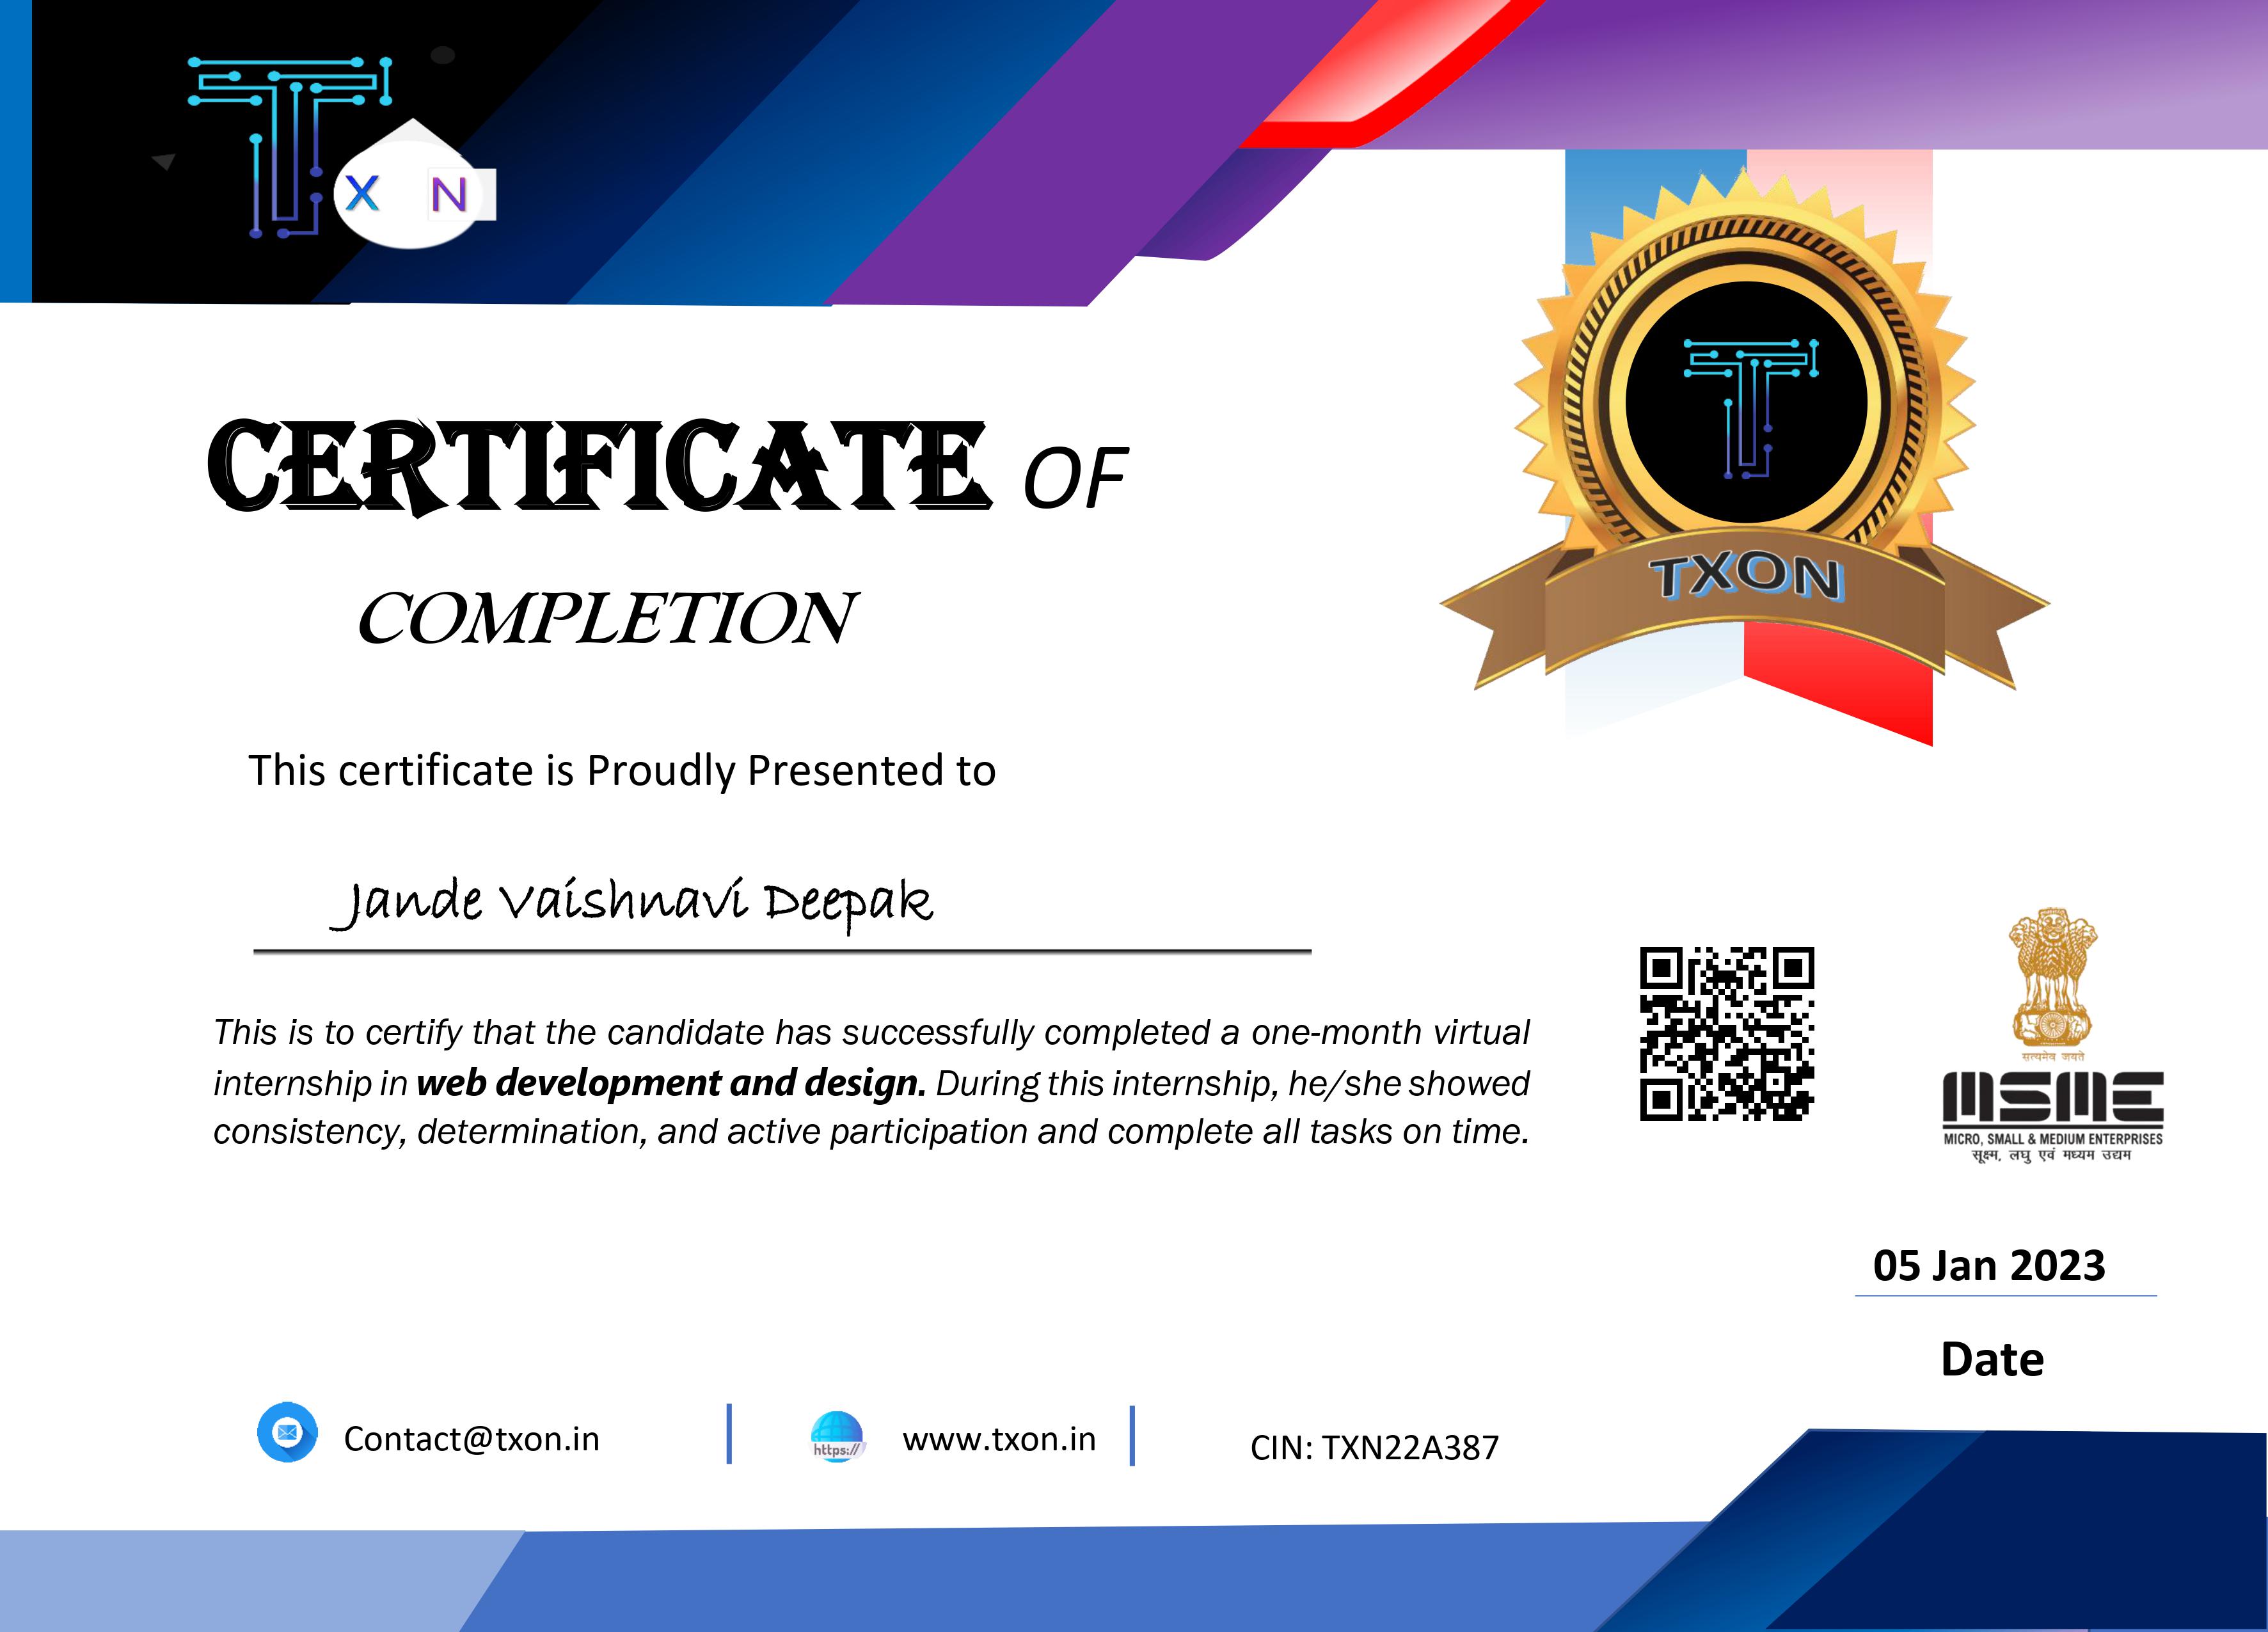 T
X N
CERTIFICATE OF
COMPLETION
TXON
This certificate is Proudly Presented to
Jande Vaishnavi Deepak
This is to certify that the candidate has successfully completed a one-month virtual
internship in web development and design. During this internship, he/she showed
consistency, determination, and active participation and complete all tasks on time.
सत्यमेव जयते
MSME
MICRO, SMALL & MEDIUM ENTERPRISES
सूक्ष्म, लघु एवं मध्यम उद्यम
05 Jan 2023
Date
Contact@txon.in
https://
www.txon.in
CIN: TXN22A387